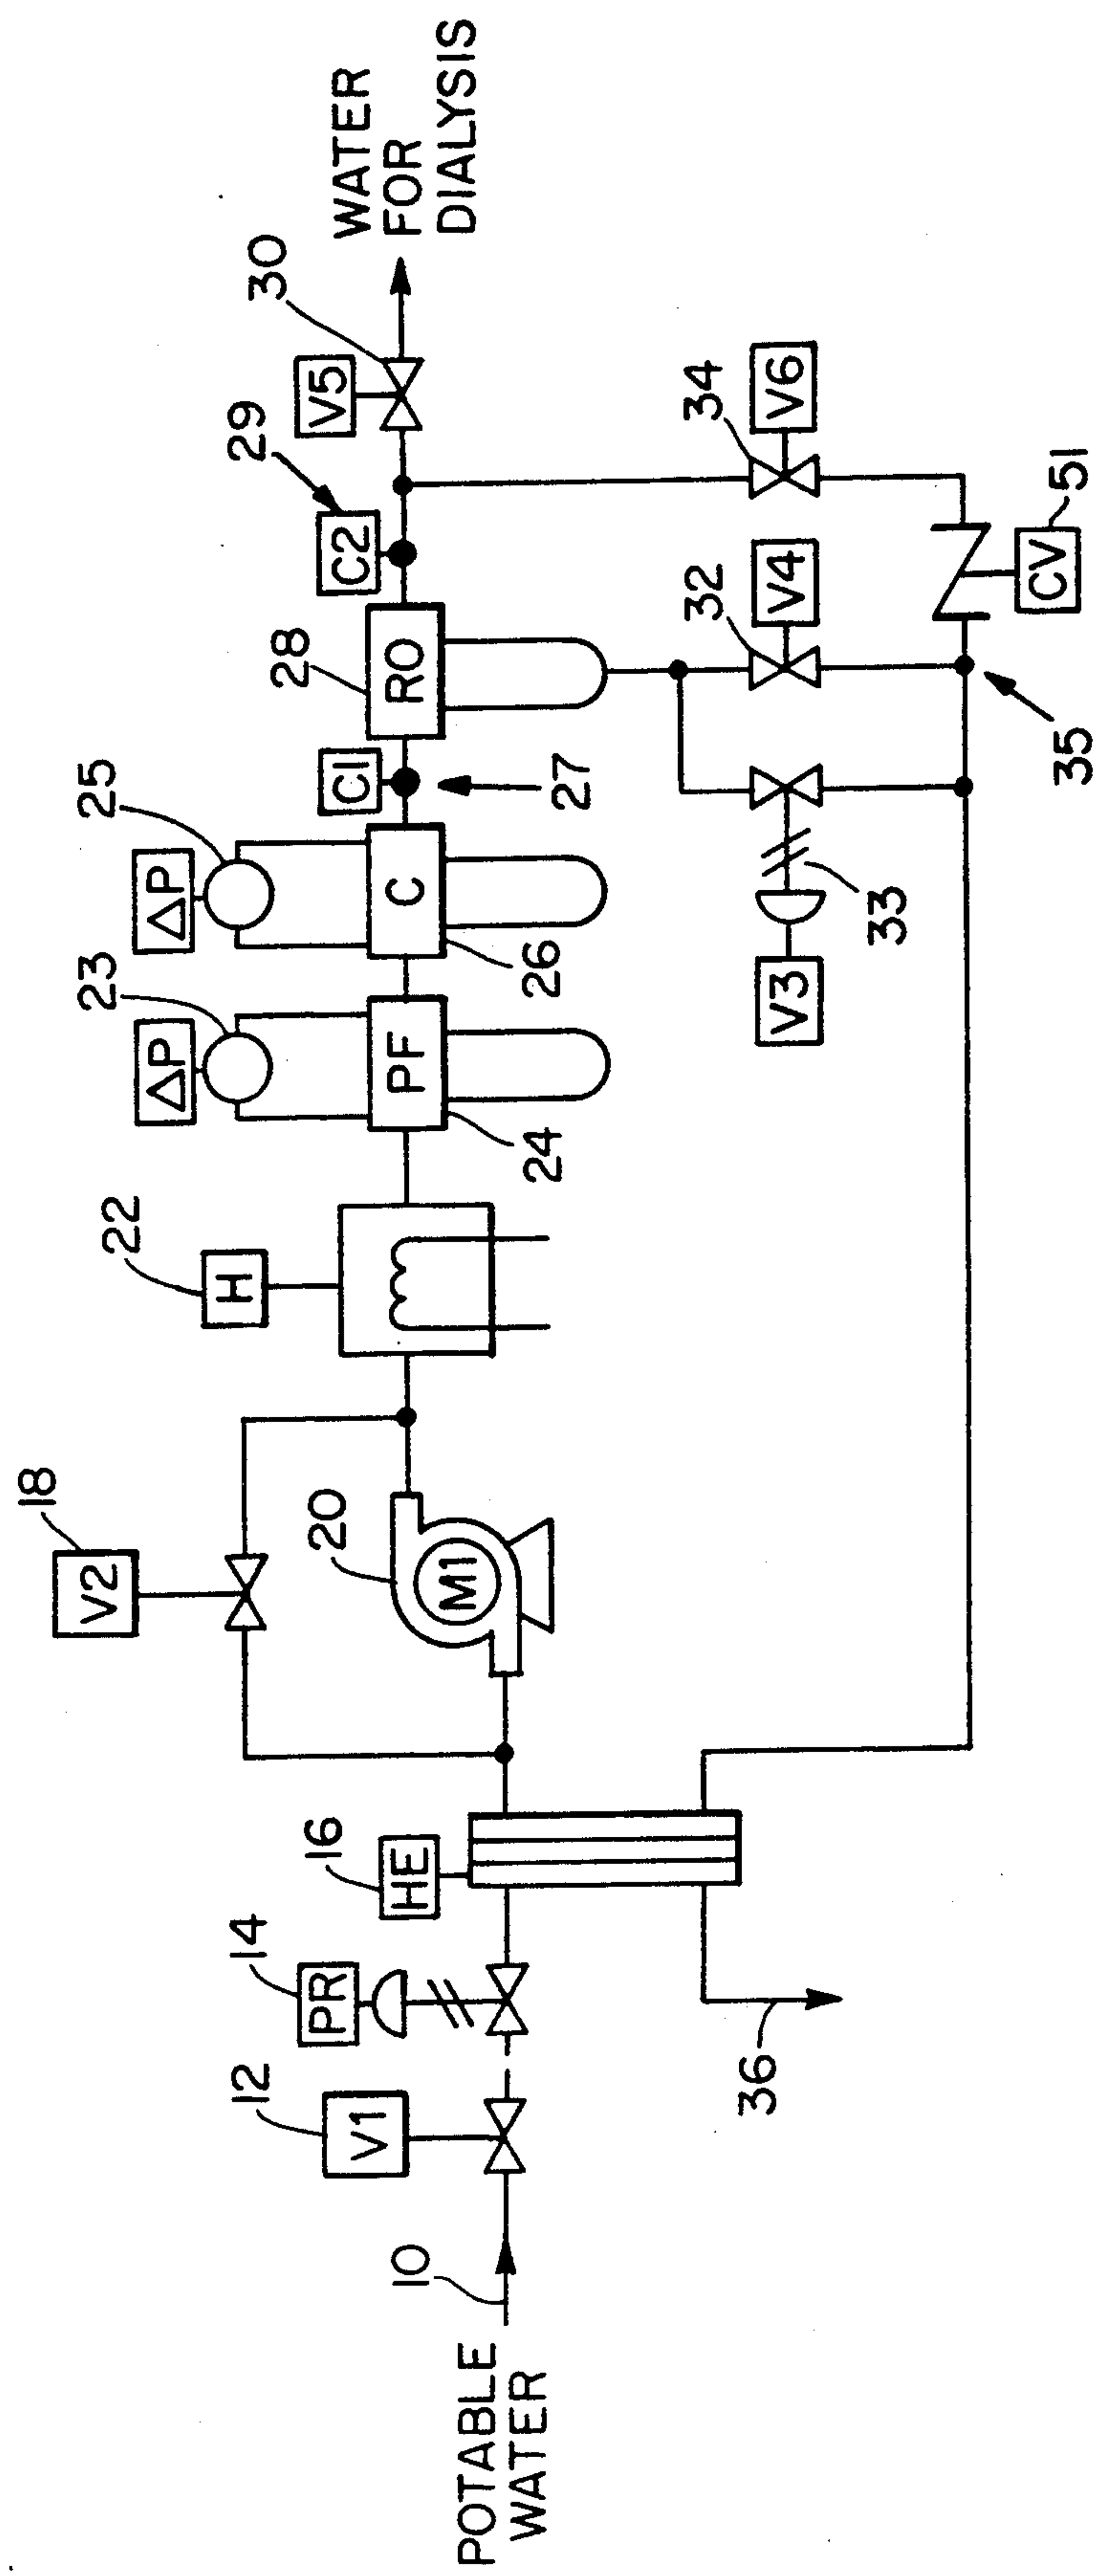 POTABLE
WATER
10
V1
12
PR
14
HE
16
V2
18
M1
20
H
22
ΔP
23
PF
24
ΔP
25
C
26
C1
27
RO
28
C2
29
V5
30
WATER
FOR
DIALYSIS
V3
33
V4
32
V6
34
CV
51
35
36